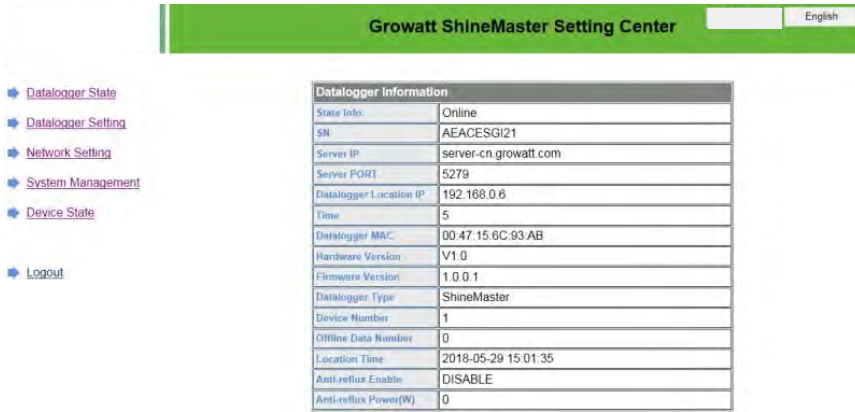 Growatt ShineMaster Setting Center
English
Datalogger State
Datalogger Setting
Network Setting
System Management
Device State
Logout
Datalogger Information
State Info. Online
SN AEACESGI21
Server IP server-cn.growatt.com
Server PORT 5279
Datalogger Location IP 192.168.0.6
Time 5
Datalogger MAC 00:47:15:6C:93:AB
Hardware Version V1.0
Firmware Version 1.0.0.1
Datalogger Type ShineMaster
Device Number 1
Offline Data Number 0
Location Time 2018-05-29 15:01:35
Anti-reflux Enable DISABLE
Anti-reflux Power(W) 0